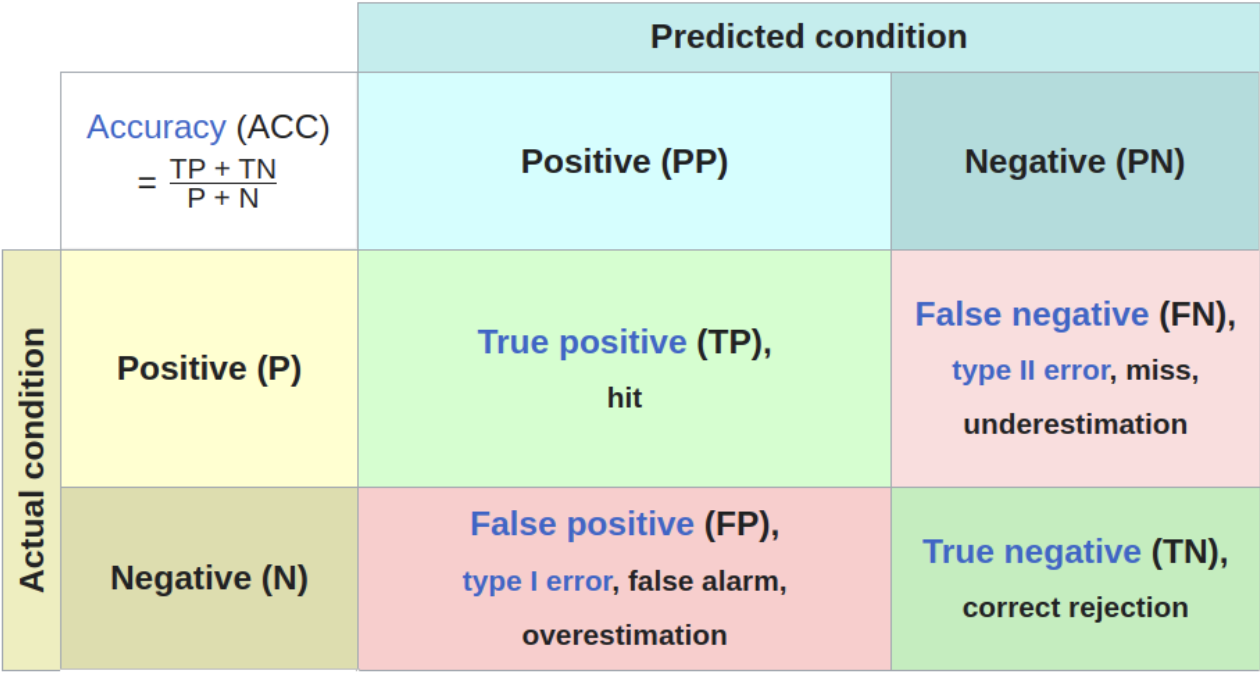 Predicted condition
Accuracy (ACC)
= TP + TN
P + N
Positive (PP)
Negative (PN)
Actual condition
Positive (P)
True positive (TP),
hit
False negative (FN),
type II error, miss,
underestimation
Negative (N)
False positive (FP),
type I error, false alarm,
overestimation
True negative (TN),
correct rejection